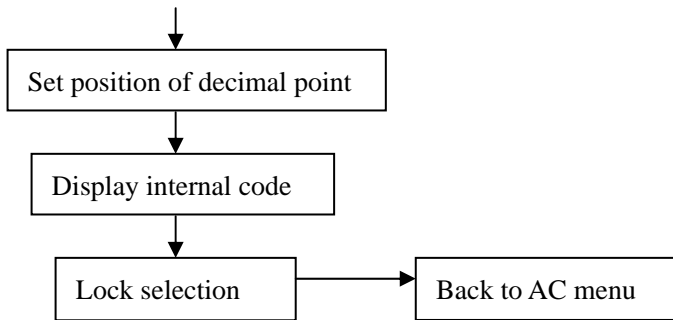 Set position of decimal point
Display internal code
Lock selection
Back to AC menu